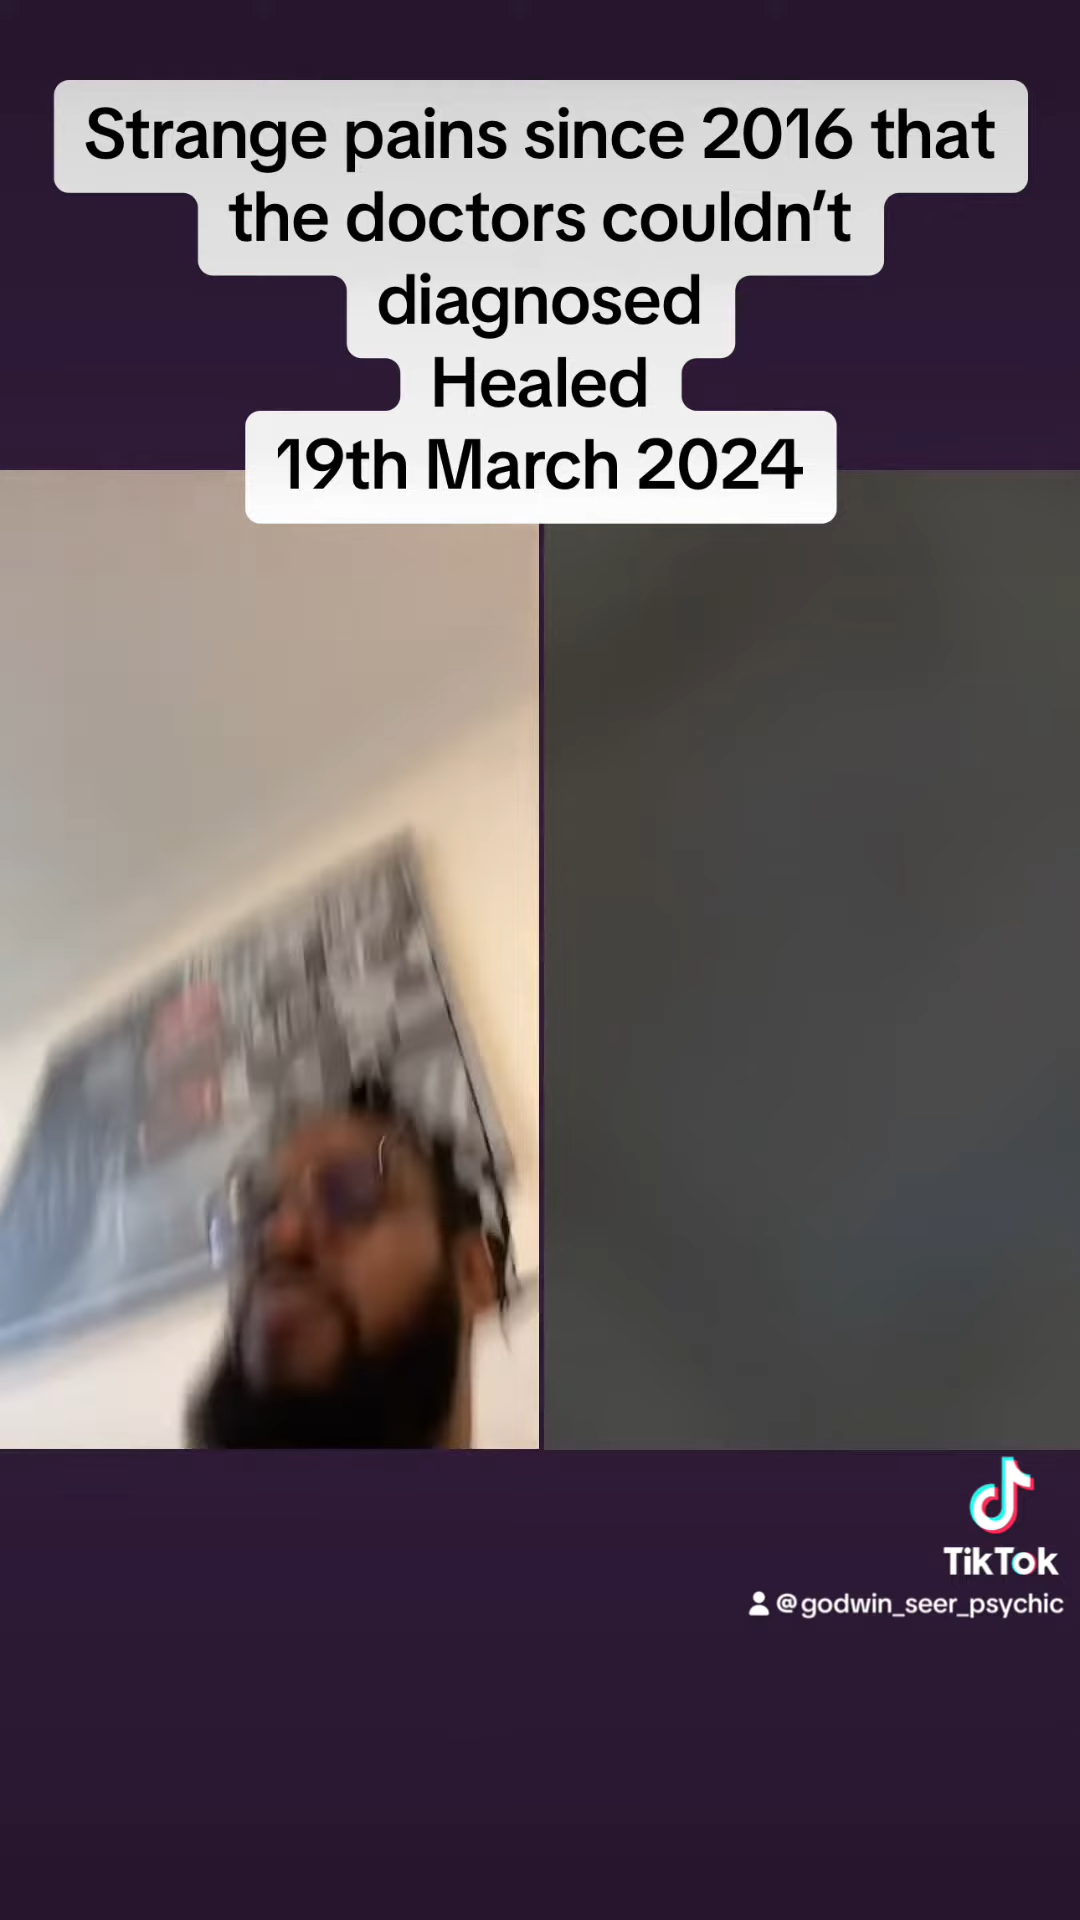 Strange pains since 2016 that
the doctors couldn’t
diagnosed
Healed
19th March 2024
TikTok
@godwin_seer_psychic